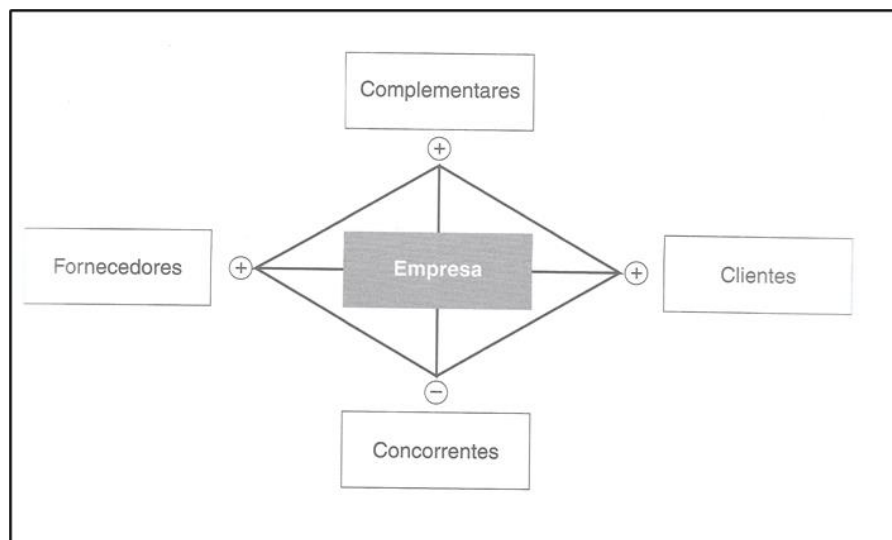 Complementares
+
Fornecedores
+
Empresa
+
Clientes
−
Concorrentes